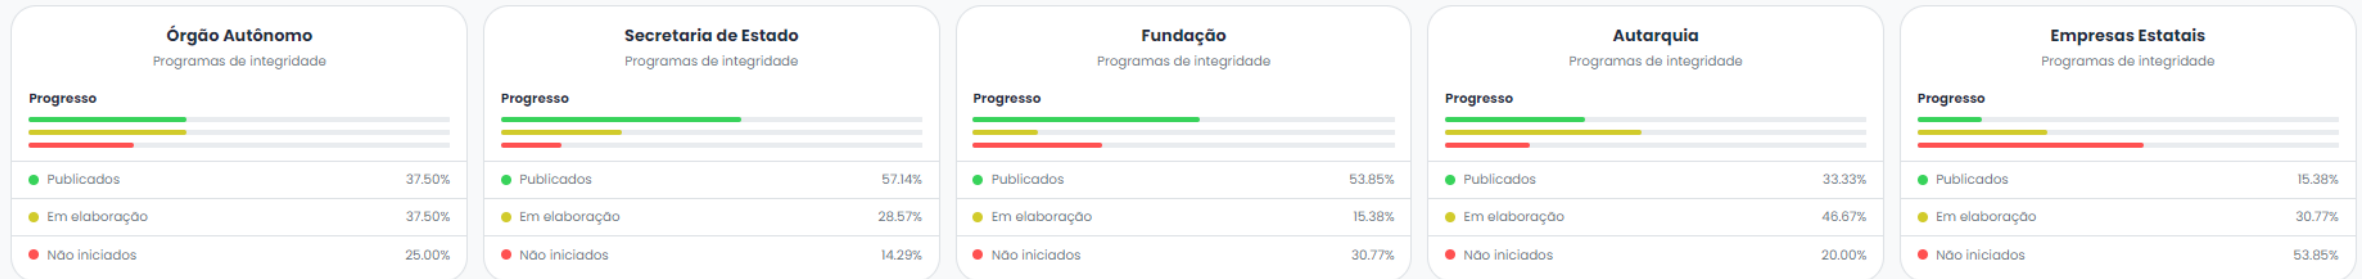 Órgão Autônomo
Programas de integridade
Progresso
Publicados 37.50%
Em elaboração 37.50%
Não iniciados 25.00%
Secretaria de Estado
Programas de integridade
Progresso
Publicados 57.14%
Em elaboração 28.57%
Não iniciados 14.29%
Fundação
Programas de integridade
Progresso
Publicados 53.85%
Em elaboração 15.38%
Não iniciados 30.77%
Autarquia
Programas de integridade
Progresso
Publicados 33.33%
Em elaboração 46.67%
Não iniciados 20.00%
Empresas Estatais
Programas de integridade
Progresso
Publicados 15.38%
Em elaboração 30.77%
Não iniciados 53.85%